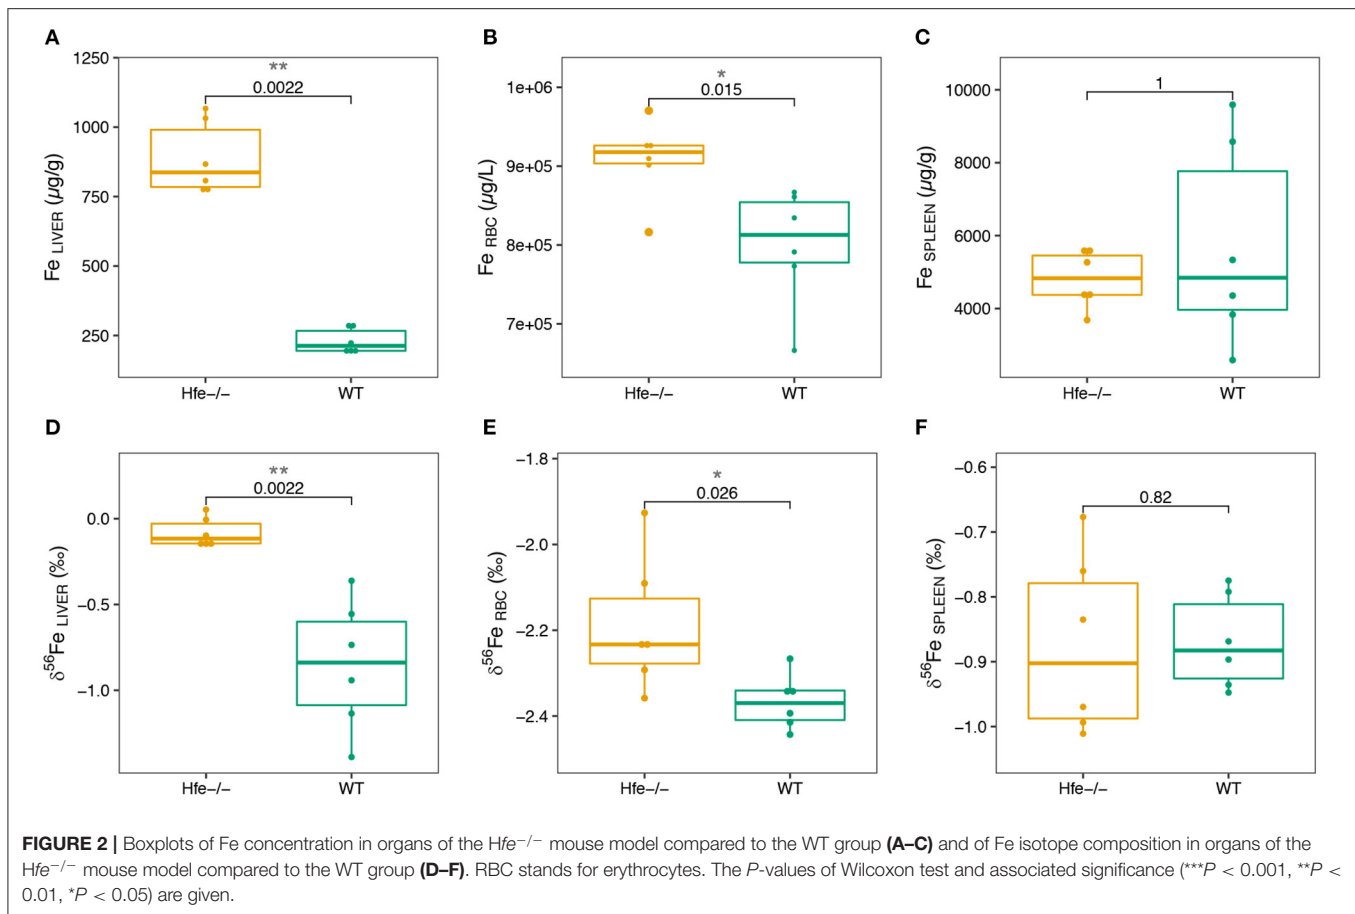 A
Fe LIVER (µg/g)
1250
1000
750
500
250
**
0.0022
Hfe−/−
WT
B
Fe RBC (µg/L)
1e+06
9e+05
8e+05
7e+05
*
0.015
Hfe−/−
WT
C
Fe SPLEEN (µg/g)
10000
8000
6000
4000
1
Hfe−/−
WT
D
δ56Fe LIVER (‰)
0.0
−0.5
−1.0
**
0.0022
Hfe−/−
WT
E
δ56Fe RBC (‰)
−1.8
−2.0
−2.2
−2.4
*
0.026
Hfe−/−
WT
F
δ56Fe SPLEEN (‰)
−0.6
−0.7
−0.8
−0.9
−1.0
0.82
Hfe−/−
WT
FIGURE 2 | Boxplots of Fe concentration in organs of the Hfe−/− mouse model compared to the WT group (A–C) and of Fe isotope composition in organs of the
Hfe−/− mouse model compared to the WT group (D–F). RBC stands for erythrocytes. The P-values of Wilcoxon test and associated significance (***P < 0.001, **P <
0.01, *P < 0.05) are given.